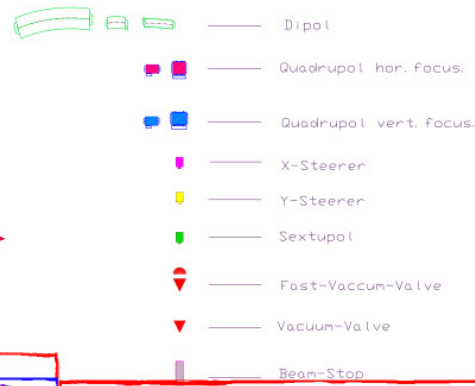 Dipol
Quadrupol hor. focus.
Quadrupol vert. focus.
X-Steerer
Y-Steerer
Sextupol
Fast-Vaccum-Valve
Vacuum-Valve
Beam-Stop